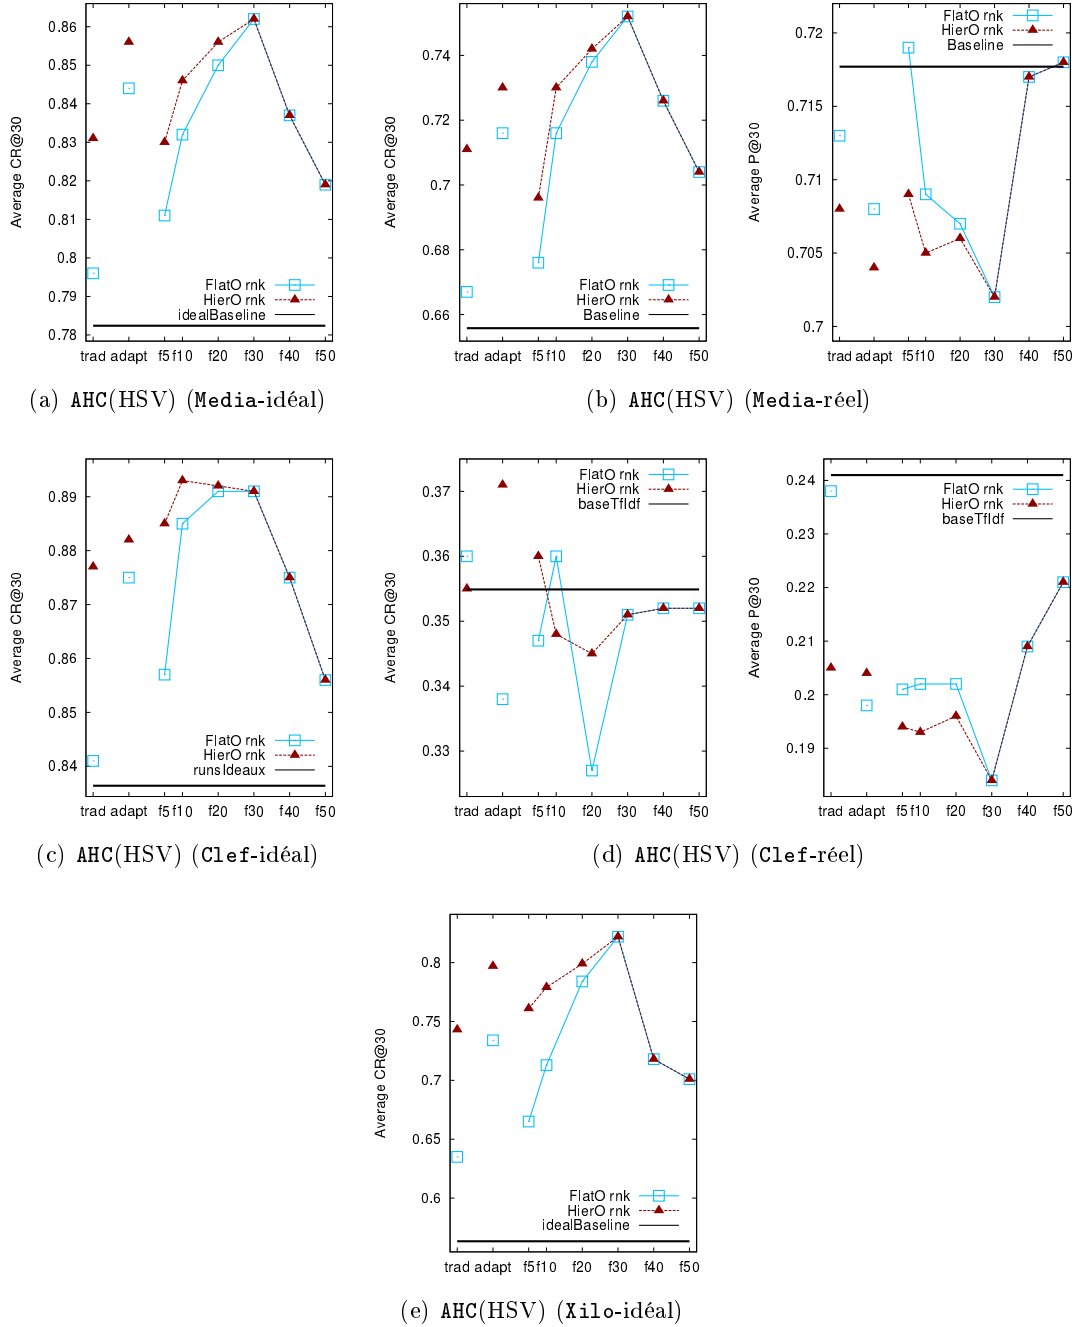 0.86
0.85
0.84
0.83
0.82
0.81
0.8
0.79
0.78
Average CR@30
FlatO rnk
HierO rnk
idealBaseline
trad adapt f5 f10 f20 f30 f40 f50
(a) AHC(HSV) (Media-idéal)
0.74
0.72
0.7
0.68
0.66
Average CR@30
FlatO rnk
HierO rnk
Baseline
trad adapt f5 f10 f20 f30 f40 f50
0.72
0.715
0.71
0.705
0.7
Average P@30
FlatO rnk
HierO rnk
Baseline
trad adapt f5 f10 f20 f30 f40 f50
(b) AHC(HSV) (Media-réel)
0.89
0.88
0.87
0.86
0.85
0.84
Average CR@30
FlatO rnk
HierO rnk
runsIdeaux
trad adapt f5 f10 f20 f30 f40 f50
(c) AHC(HSV) (Clef-idéal)
0.37
0.36
0.35
0.34
0.33
Average CR@30
FlatO rnk
HierO rnk
baseTfIdf
trad adapt f5 f10 f20 f30 f40 f50
0.24
0.23
0.22
0.21
0.2
0.19
Average P@30
FlatO rnk
HierO rnk
baseTfIdf
trad adapt f5 f10 f20 f30 f40 f50
(d) AHC(HSV) (Clef-réel)
0.8
0.75
0.7
0.65
0.6
Average CR@30
FlatO rnk
HierO rnk
idealBaseline
trad adapt f5 f10 f20 f30 f40 f50
(e) AHC(HSV) (Xilo-idéal)